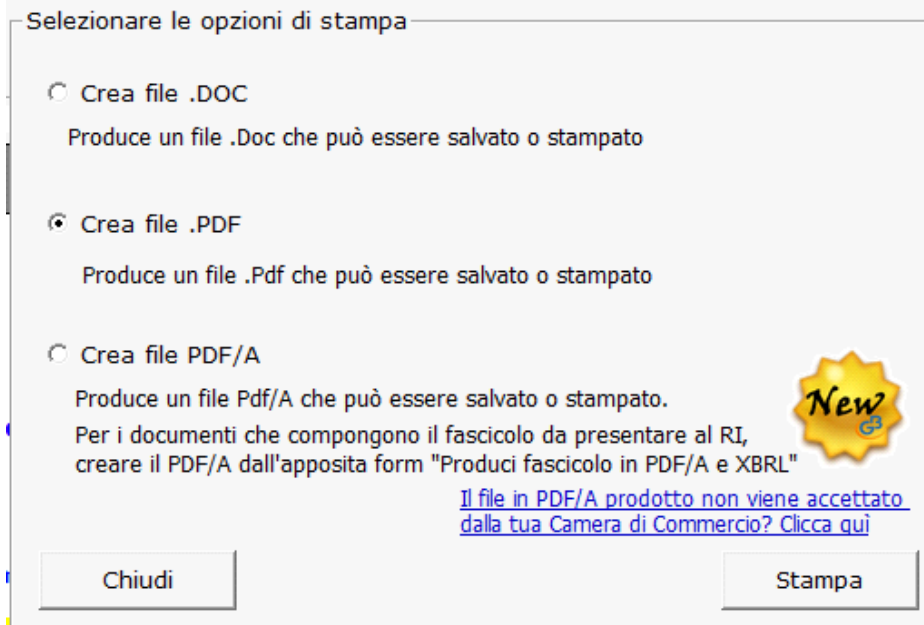 Selezionare le opzioni di stampa
Crea file .DOC
Produce un file .Doc che può essere salvato o stampato
Crea file .PDF
Produce un file .Pdf che può essere salvato o stampato
Crea file PDF/A
Produce un file Pdf/A che può essere salvato o stampato.
Per i documenti che compongono il fascicolo da presentare al RI,
creare il PDF/A dall'apposita form "Produci fascicolo in PDF/A e XBRL"
New
G3
Il file in PDF/A prodotto non viene accettato
dalla tua Camera di Commercio? Clicca quì
Chiudi
Stampa